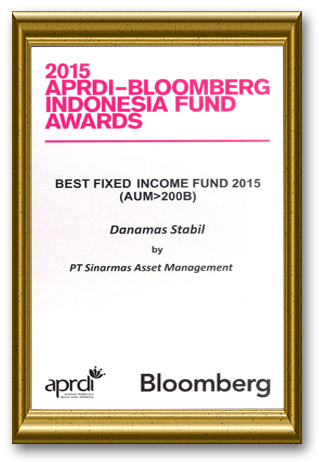 2015
APRDI–BLOOMBERG
INDONESIA FUND
AWARDS
BEST FIXED INCOME FUND 2015
(AUM>200B)
Danamas Stabil
by
PT Sinarmas Asset Management
aprdi
Bloomberg